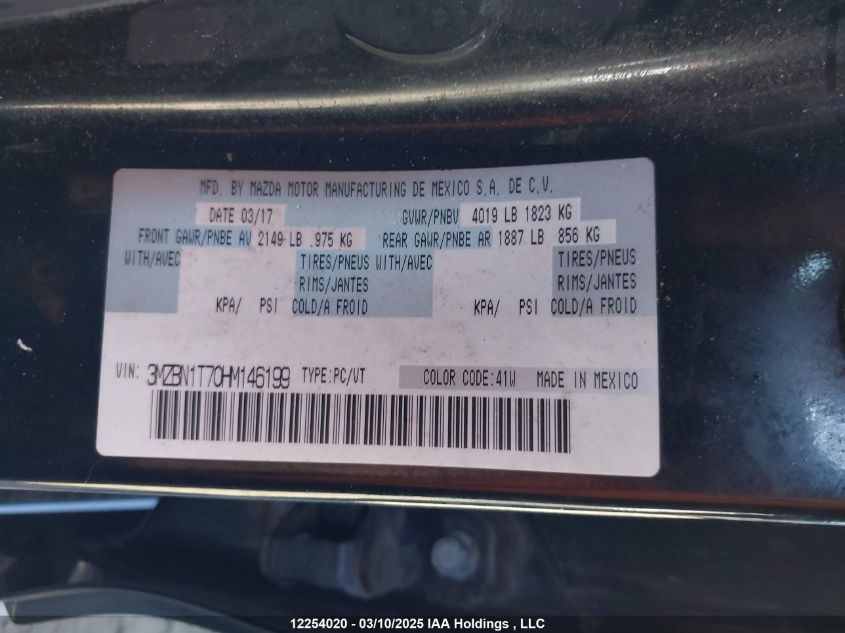 MFD. BY MAZDA MOTOR MANUFACTURING DE MEXICO S.A. DE C.V.
DATE 03/17 GVWR/PNBV 4019 LB 1823 KG
FRONT GAWR/PNBE AV 2149 LB 975 KG REAR GAWR/PNBE AR 1887 LB 856 KG
WITH/AVEC TIRES/PNEUS WITH/AVEC TIRES/PNEUS
RIMS/JANTES RIMS/JANTES
KPA/ PSI COLD/A FROID KPA/ PSI COLD/A FROID
VIN: 3MZBN1T70HM146199 TYPE:PC/VT COLOR CODE:41W MADE IN MEXICO
12254020 - 03/10/2025 IAA Holdings , LLC